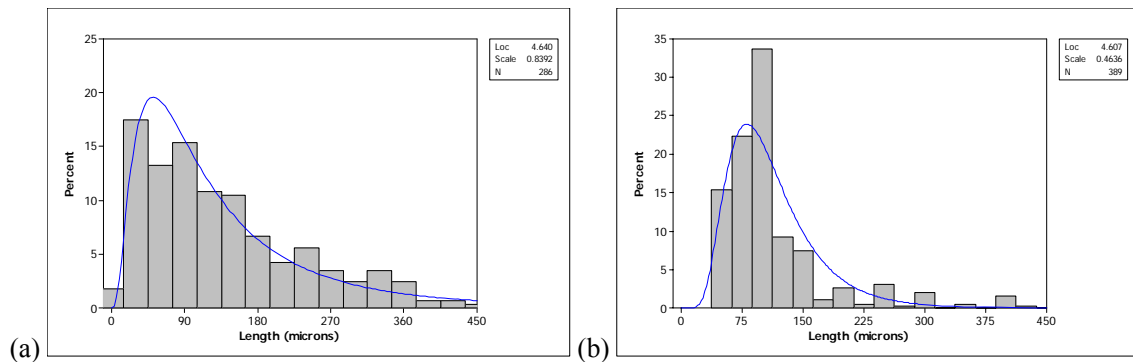 25
20
15
10
5
0
Percent
0 90 180 270 360 450
Length (microns)
Loc 4.640
Scale 0.8392
N 286
(a)
35
30
25
20
15
10
5
0
Percent
0 75 150 225 300 375 450
Length (microns)
Loc 4.607
Scale 0.4636
N 389
(b)